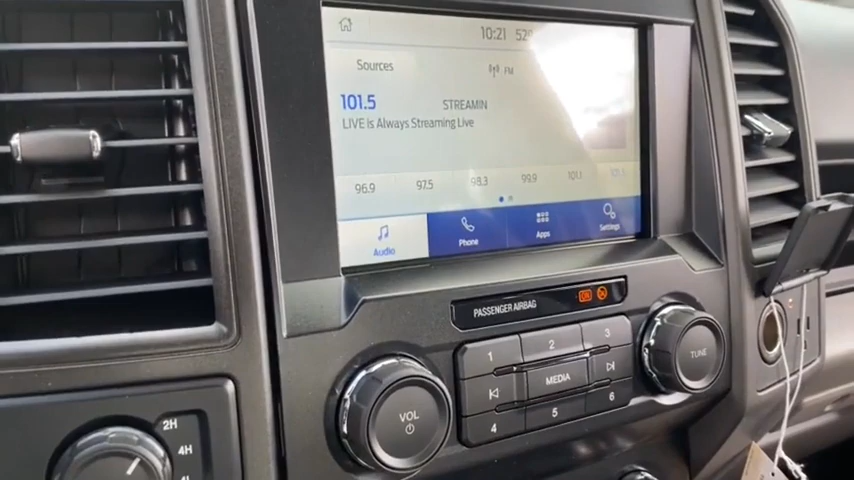 10:21 52°
Sources
FM
101.5 STREAMIN
LIVE is Always Streaming Live
96.9 97.5 98.3 99.9 101.1 101.5
Audio Phone Apps Settings
PASSENGER AIRBAG ON
1 2 3
MEDIA
4 5 6
VOL
TUNE
2H
4H